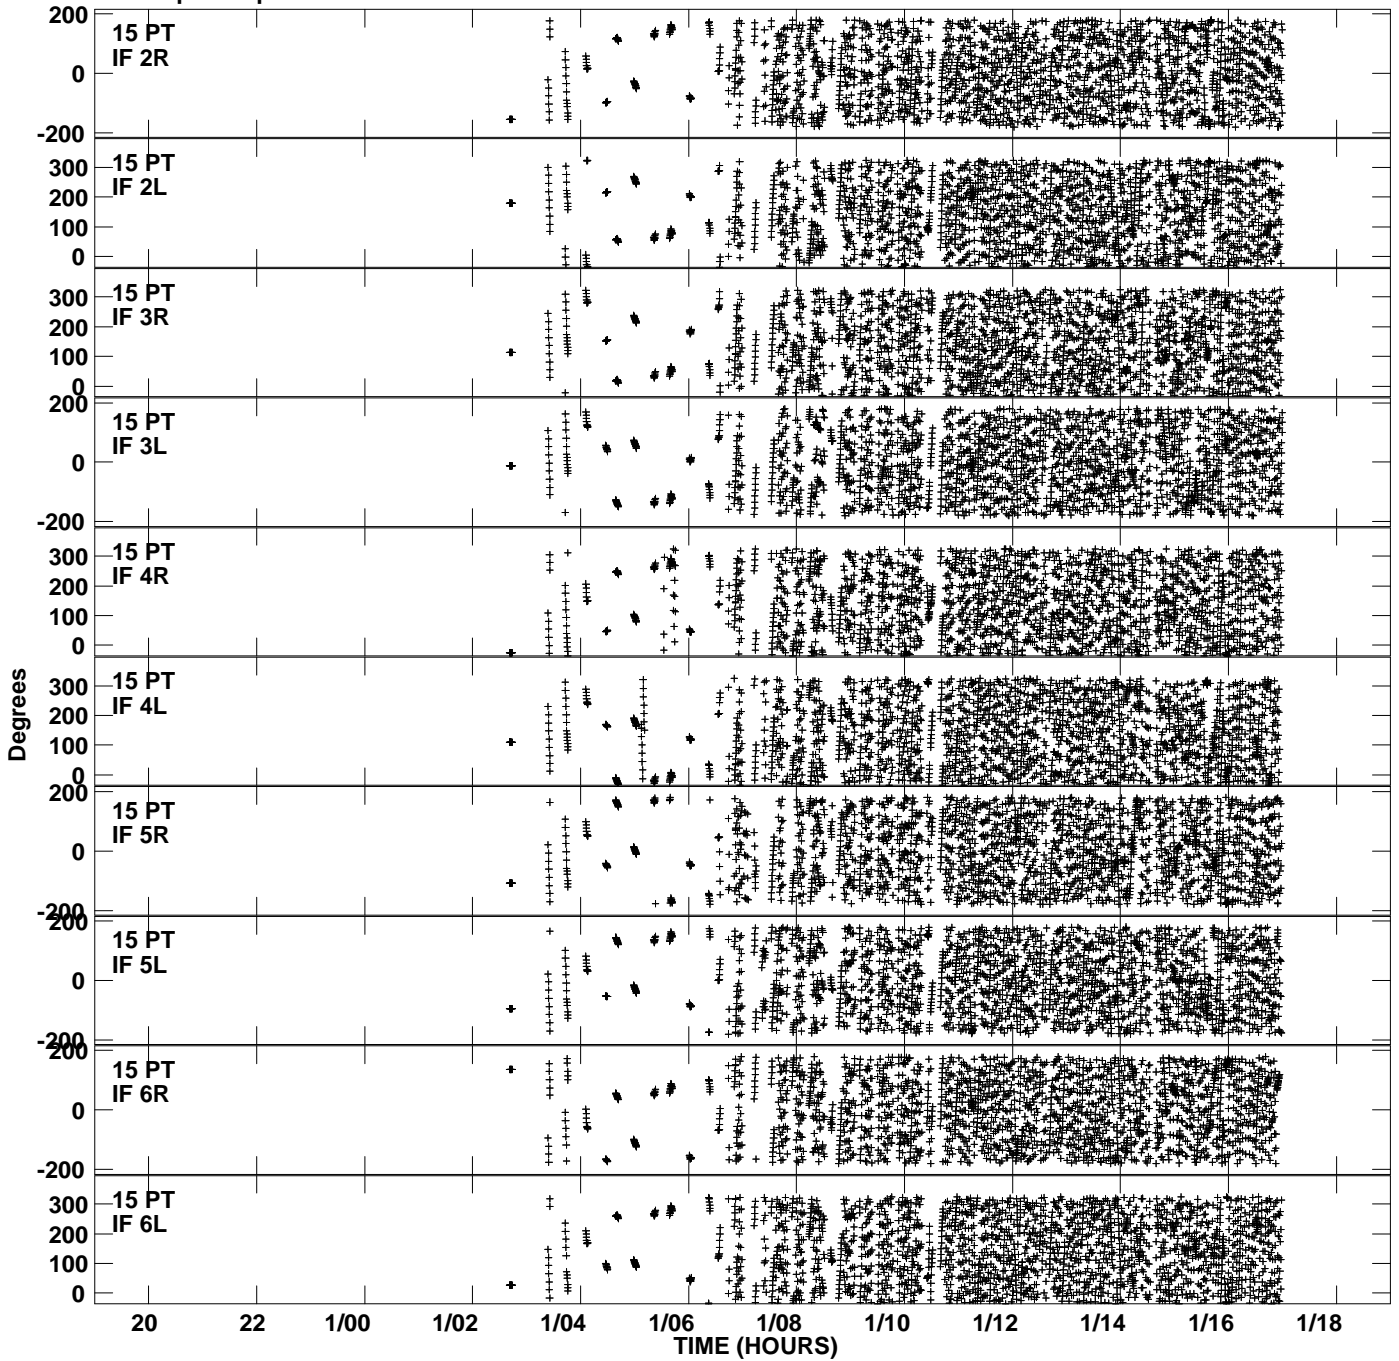 200
15 PT
IF 2R
0
-200
15 PT
IF 2L
300
200
100
0
15 PT
IF 3R
300
200
100
0
200
15 PT
IF 3L
0
-200
15 PT
IF 4R
300
200
100
0
15 PT
IF 4L
300
200
100
0
200
15 PT
IF 5R
0
-200
200
15 PT
IF 5L
0
-200
200
15 PT
IF 6R
0
-200
15 PT
IF 6L
300
200
100
0
Degrees
20 22 1/00 1/02 1/04 1/06 1/08 1/10 1/12 1/14 1/16 1/18
TIME (HOURS)